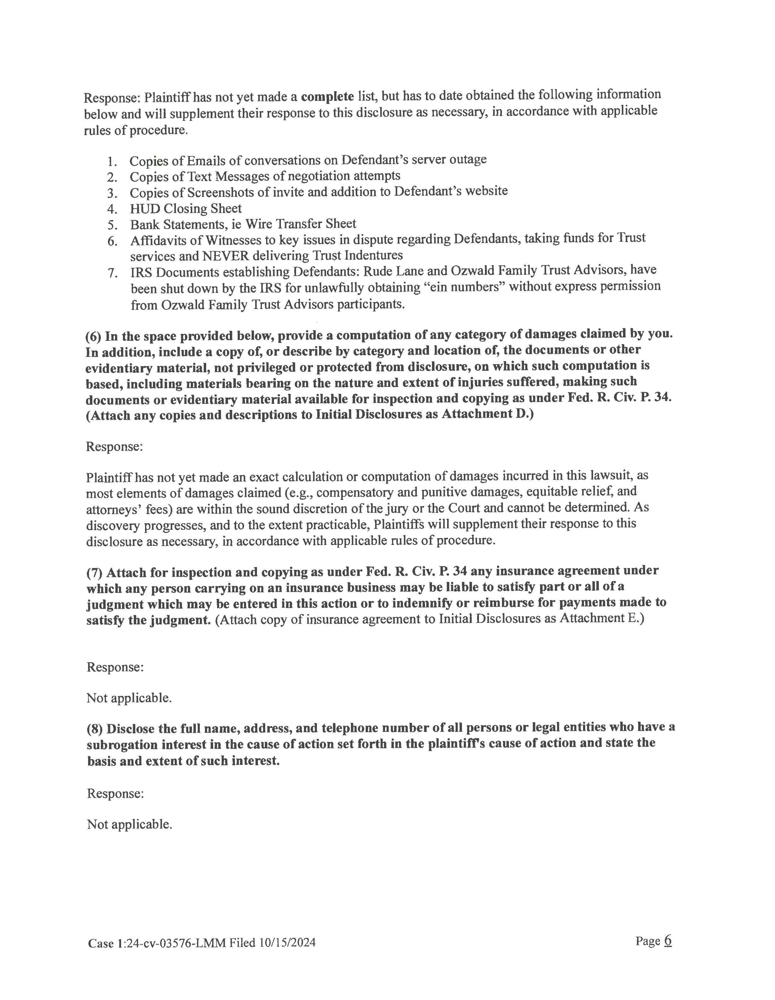 Response: Plaintiff has not yet made a complete list, but has to date obtained the following information
below and will supplement their response to this disclosure as necessary, in accordance with applicable
rules of procedure.
1. Copies of Emails of conversations on Defendant's server outage
2. Copies of Text Messages of negotiation attempts
3. Copies of Screenshots of invite and addition to Defendant's website
4. HUD Closing Sheet
5. Bank Statements, ie Wire Transfer Sheet
6. Affidavits of Witnesses to key issues in dispute regarding Defendants, taking funds for Trust
services and NEVER delivering Trust Indentures
7. IRS Documents establishing Defendants: Rude Lane and Ozwald Family Trust Advisors, have
been shut down by the IRS for unlawfully obtaining “ein numbers” without express permission
from Ozwald Family Trust Advisors participants.
(6) In the space provided below, provide a computation of any category of damages claimed by you.
In addition, include a copy of, or describe by category and location of, the documents or other
evidentiary material, not privileged or protected from disclosure, on which such computation is
based, including materials bearing on the nature and extent of injuries suffered, making such
documents or evidentiary material available for inspection and copying as under Fed. R. Civ. P. 34.
(Attach any copies and descriptions to Initial Disclosures as Attachment D.)
Response:
Plaintiff has not yet made an exact calculation or computation of damages incurred in this lawsuit, as
most elements of damages claimed (e.g., compensatory and punitive damages, equitable relief, and
attorneys' fees) are within the sound discretion of the jury or the Court and cannot be determined. As
discovery progresses, and to the extent practicable, Plaintiffs will supplement their response to this
disclosure as necessary, in accordance with applicable rules of procedure.
(7) Attach for inspection and copying as under Fed. R. Civ. P. 34 any insurance agreement under
which any person carrying on an insurance business may be liable to satisfy part or all of a
judgment which may be entered in this action or to indemnify or reimburse for payments made to
satisfy the judgment. (Attach copy of insurance agreement to Initial Disclosures as Attachment E.)
Response:
Not applicable.
(8) Disclose the full name, address, and telephone number of all persons or legal entities who have a
subrogation interest in the cause of action set forth in the plaintiff's cause of action and state the
basis and extent of such interest.
Response:
Not applicable.
Case 1:24-cv-03576-LMM Filed 10/15/2024 Page 6